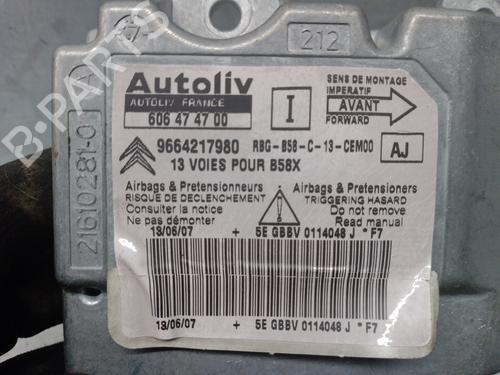 212
Autoliv
AUTOLIV FRANCE
606 47 47 00
I
SENS DE MONTAGE
IMPERATIF
AVANT
FORWARD
9664217980 RBG-B58-C-13-CEM00
AJ
13 VOIES POUR B58X
Airbags & Pretensionneurs
RISQUE DE DECLENCHEMENT
Consulter la notice
Ne pas démonter
Airbags & Pretensioners
TRIGGERING HASARD
Do not remove
Read manual
13/06/07 + 5E GBBV 0114048 J * F7
13/06/07 + 5E GBBV 0114048 J * F7
21610281-0
B-PARTS